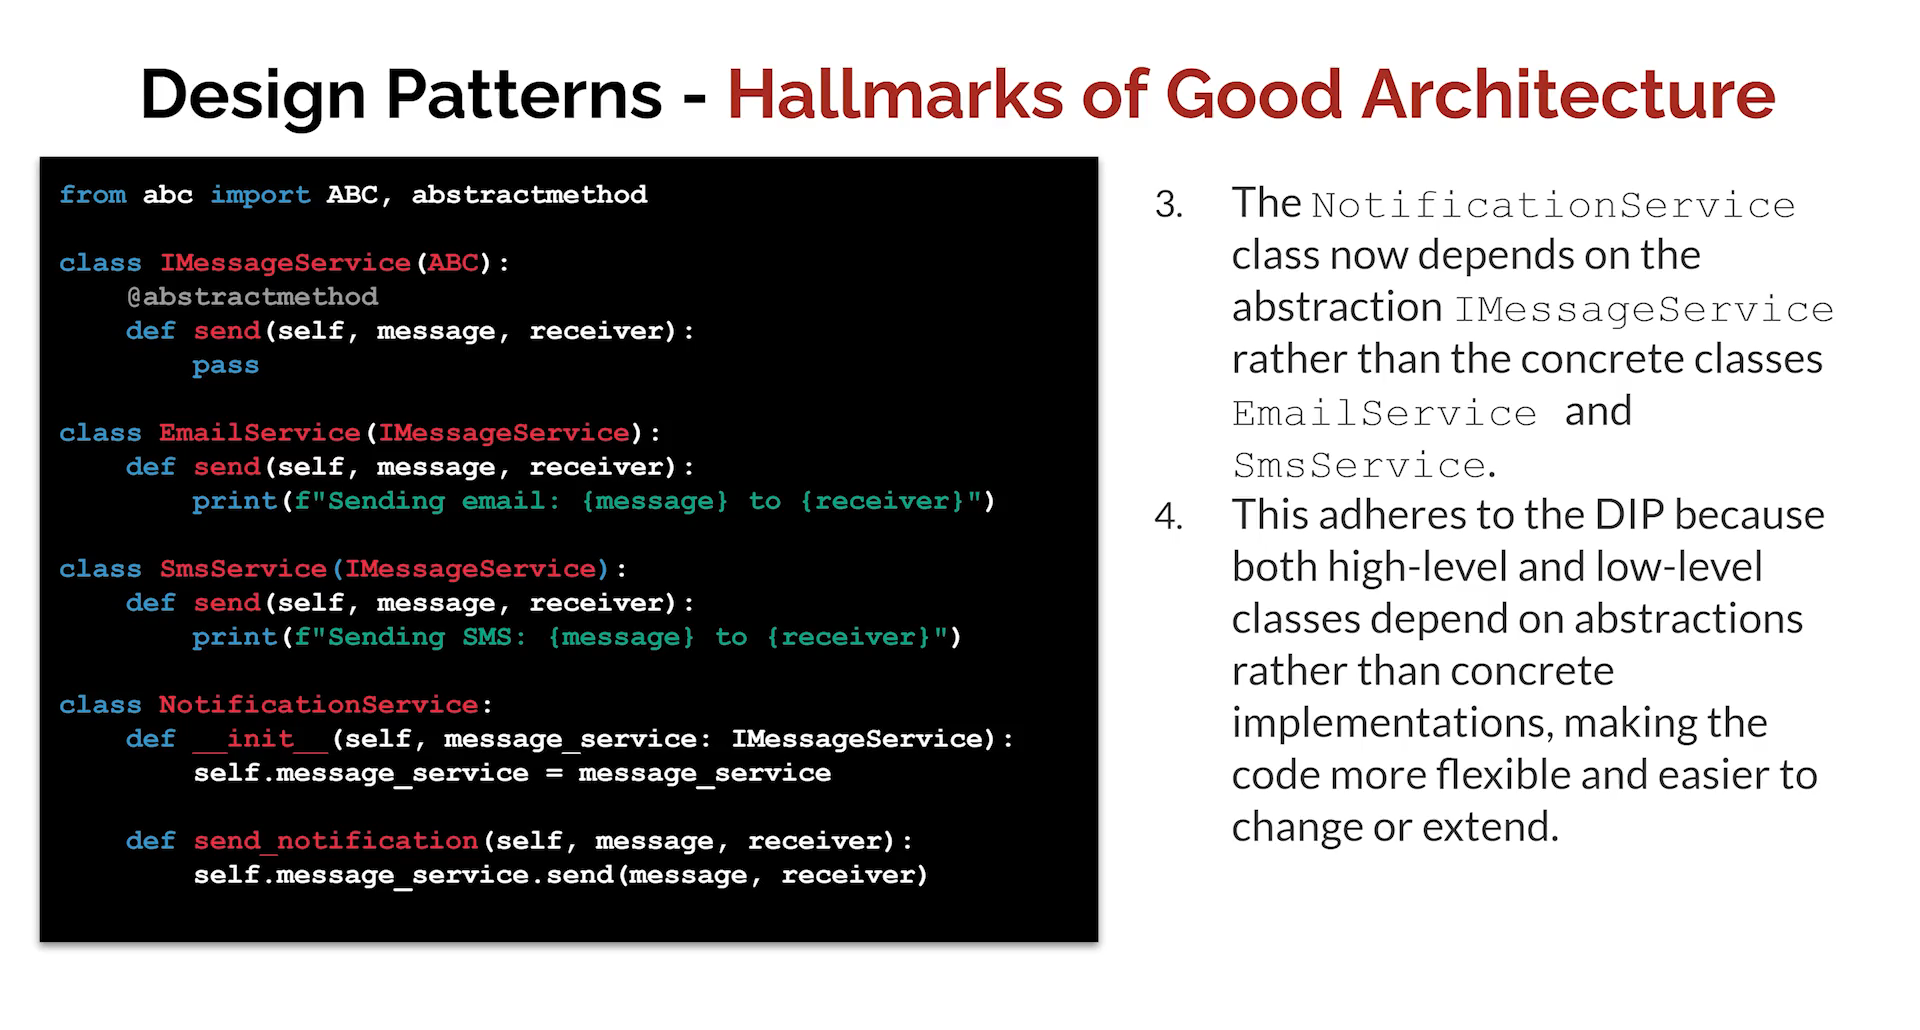 Design Patterns - Hallmarks of Good Architecture
from abc import ABC, abstractmethod
class IMessageService(ABC):
    @abstractmethod
    def send(self, message, receiver):
        pass
class EmailService(IMessageService):
    def send(self, message, receiver):
        print(f"Sending email: {message} to {receiver}")
class SmsService(IMessageService):
    def send(self, message, receiver):
        print(f"Sending SMS: {message} to {receiver}")
class NotificationService:
    def __init__(self, message_service: IMessageService):
        self.message_service = message_service
    def send_notification(self, message, receiver):
        self.message_service.send(message, receiver)
3. The NotificationService
class now depends on the
abstraction IMessageService
rather than the concrete classes
EmailService and
SmsService.
4. This adheres to the DIP because
both high-level and low-level
classes depend on abstractions
rather than concrete
implementations, making the
code more flexible and easier to
change or extend.